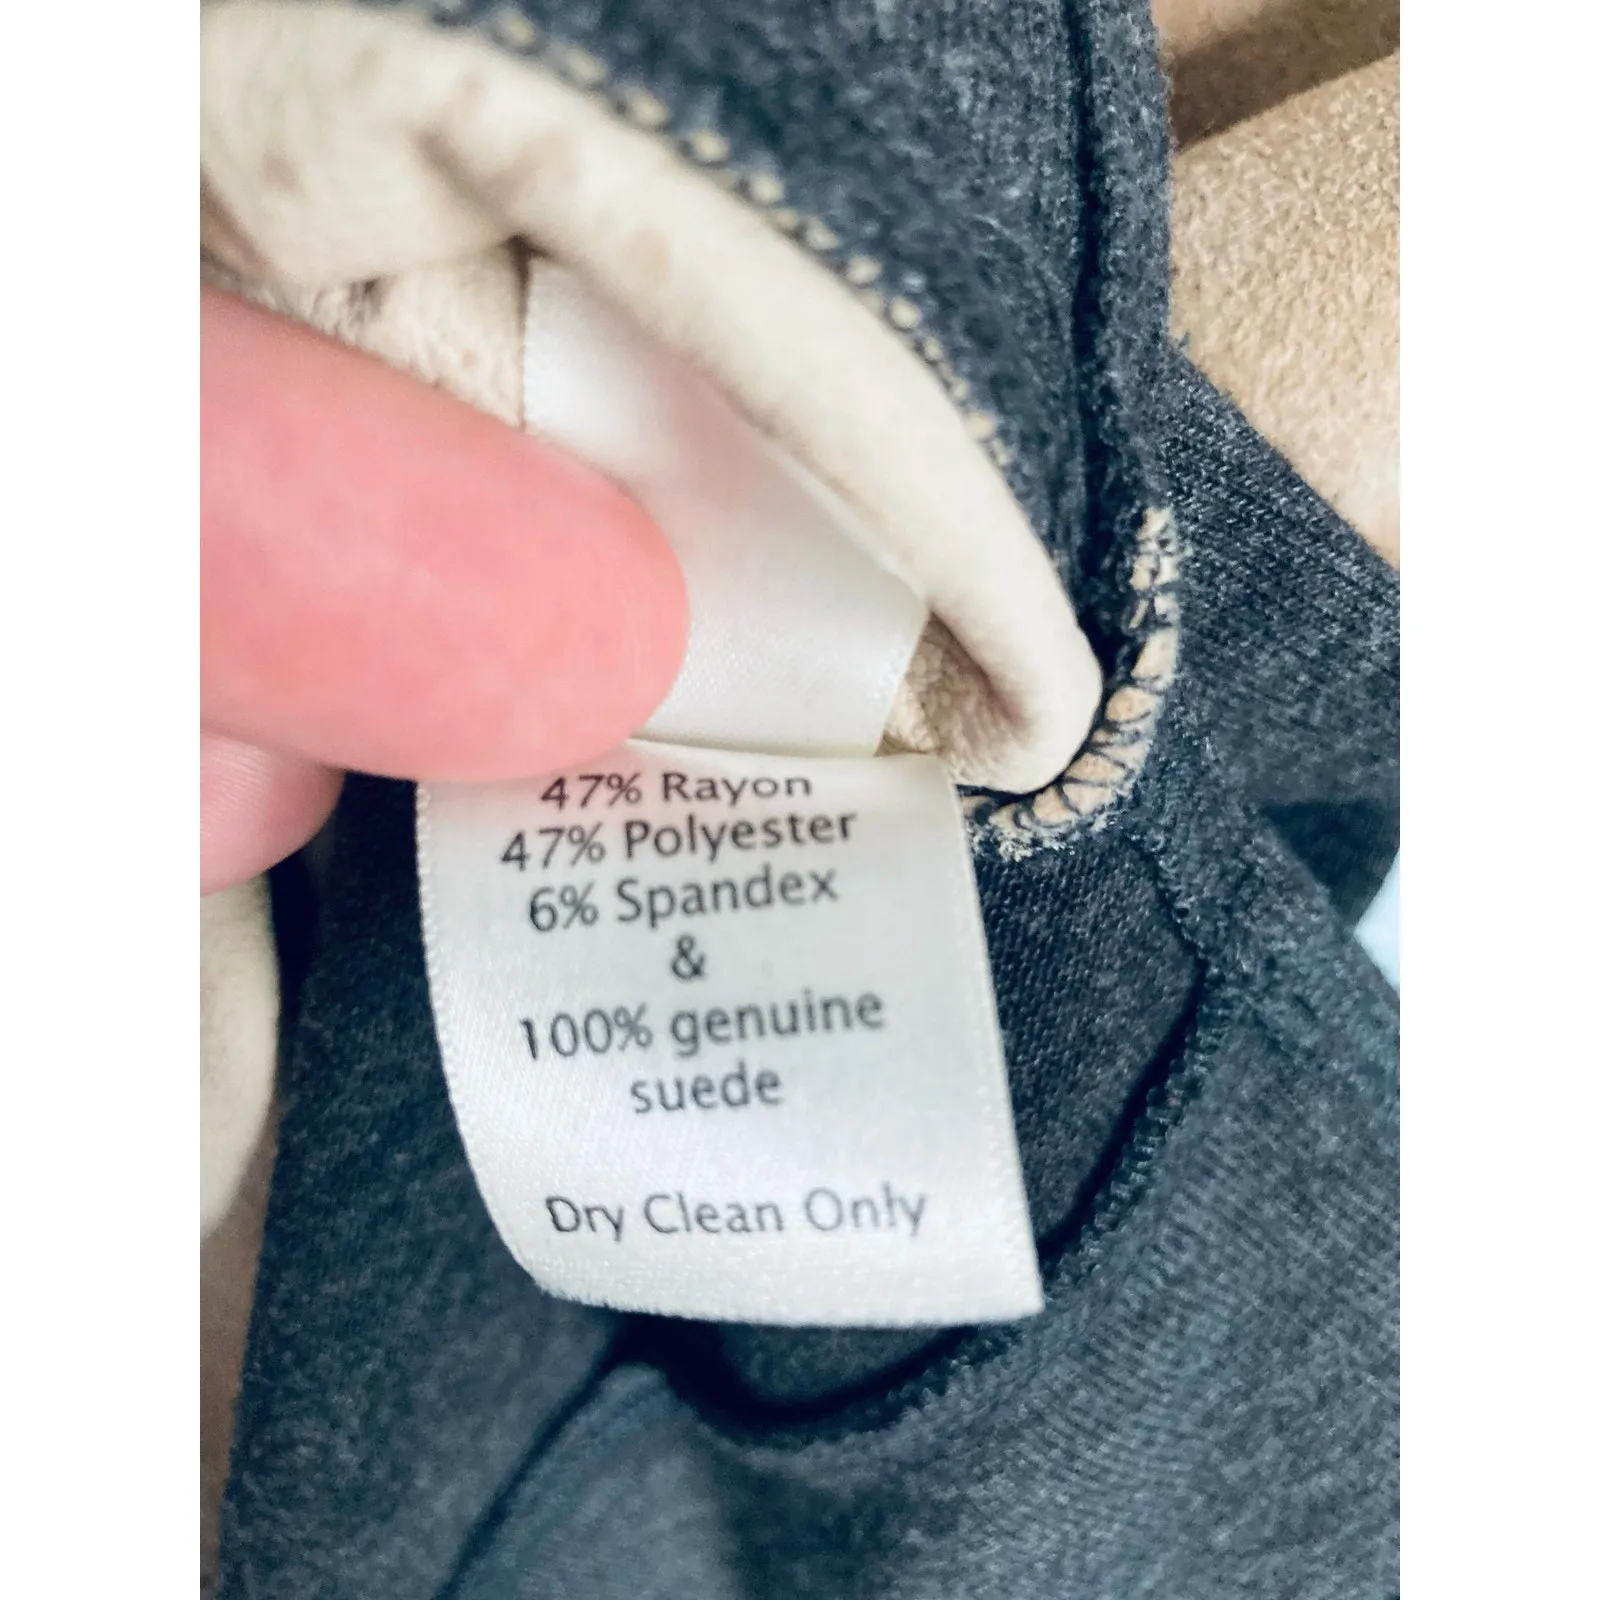 47% Rayon
47% Polyester
6% Spandex
&
100% genuine
suede
Dry Clean Only